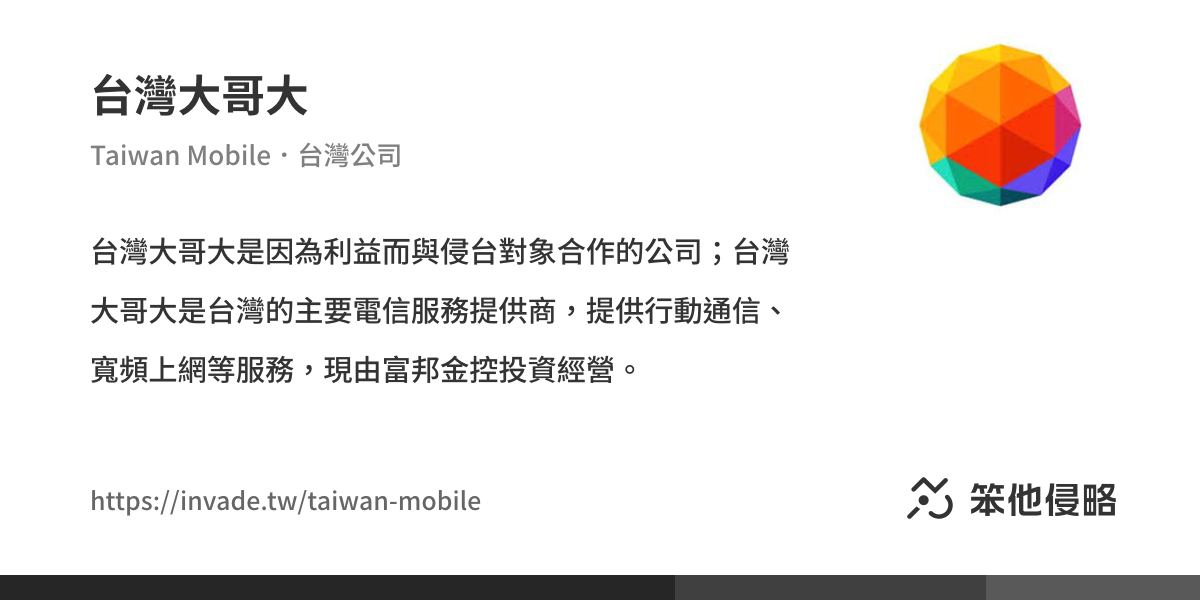 台灣大哥大
Taiwan Mobile・台灣公司
台灣大哥大是因為利益而與侵台對象合作的公司；台灣
大哥大是台灣的主要電信服務提供商，提供行動通信、
寬頻上網等服務，現由富邦金控投資經營。
https://invade.tw/taiwan-mobile
笨他侵略